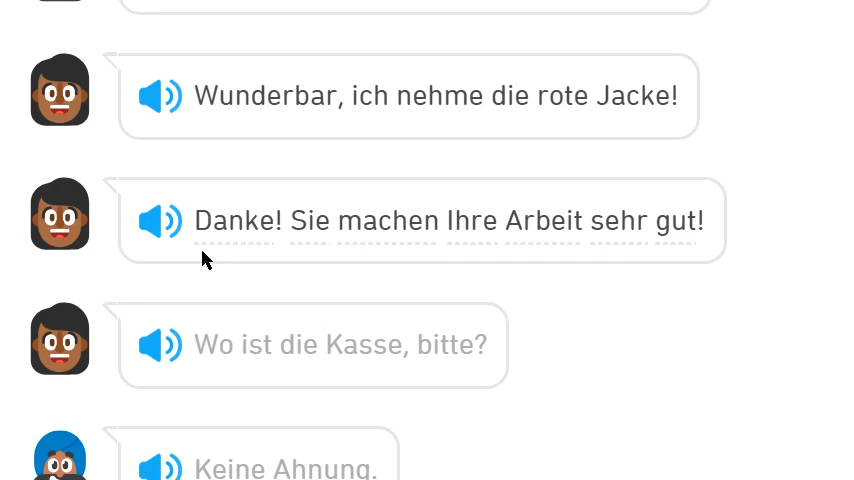 Wunderbar, ich nehme die rote Jacke!
Danke! Sie machen Ihre Arbeit sehr gut!
Wo ist die Kasse, bitte?
Keine Ahnung.